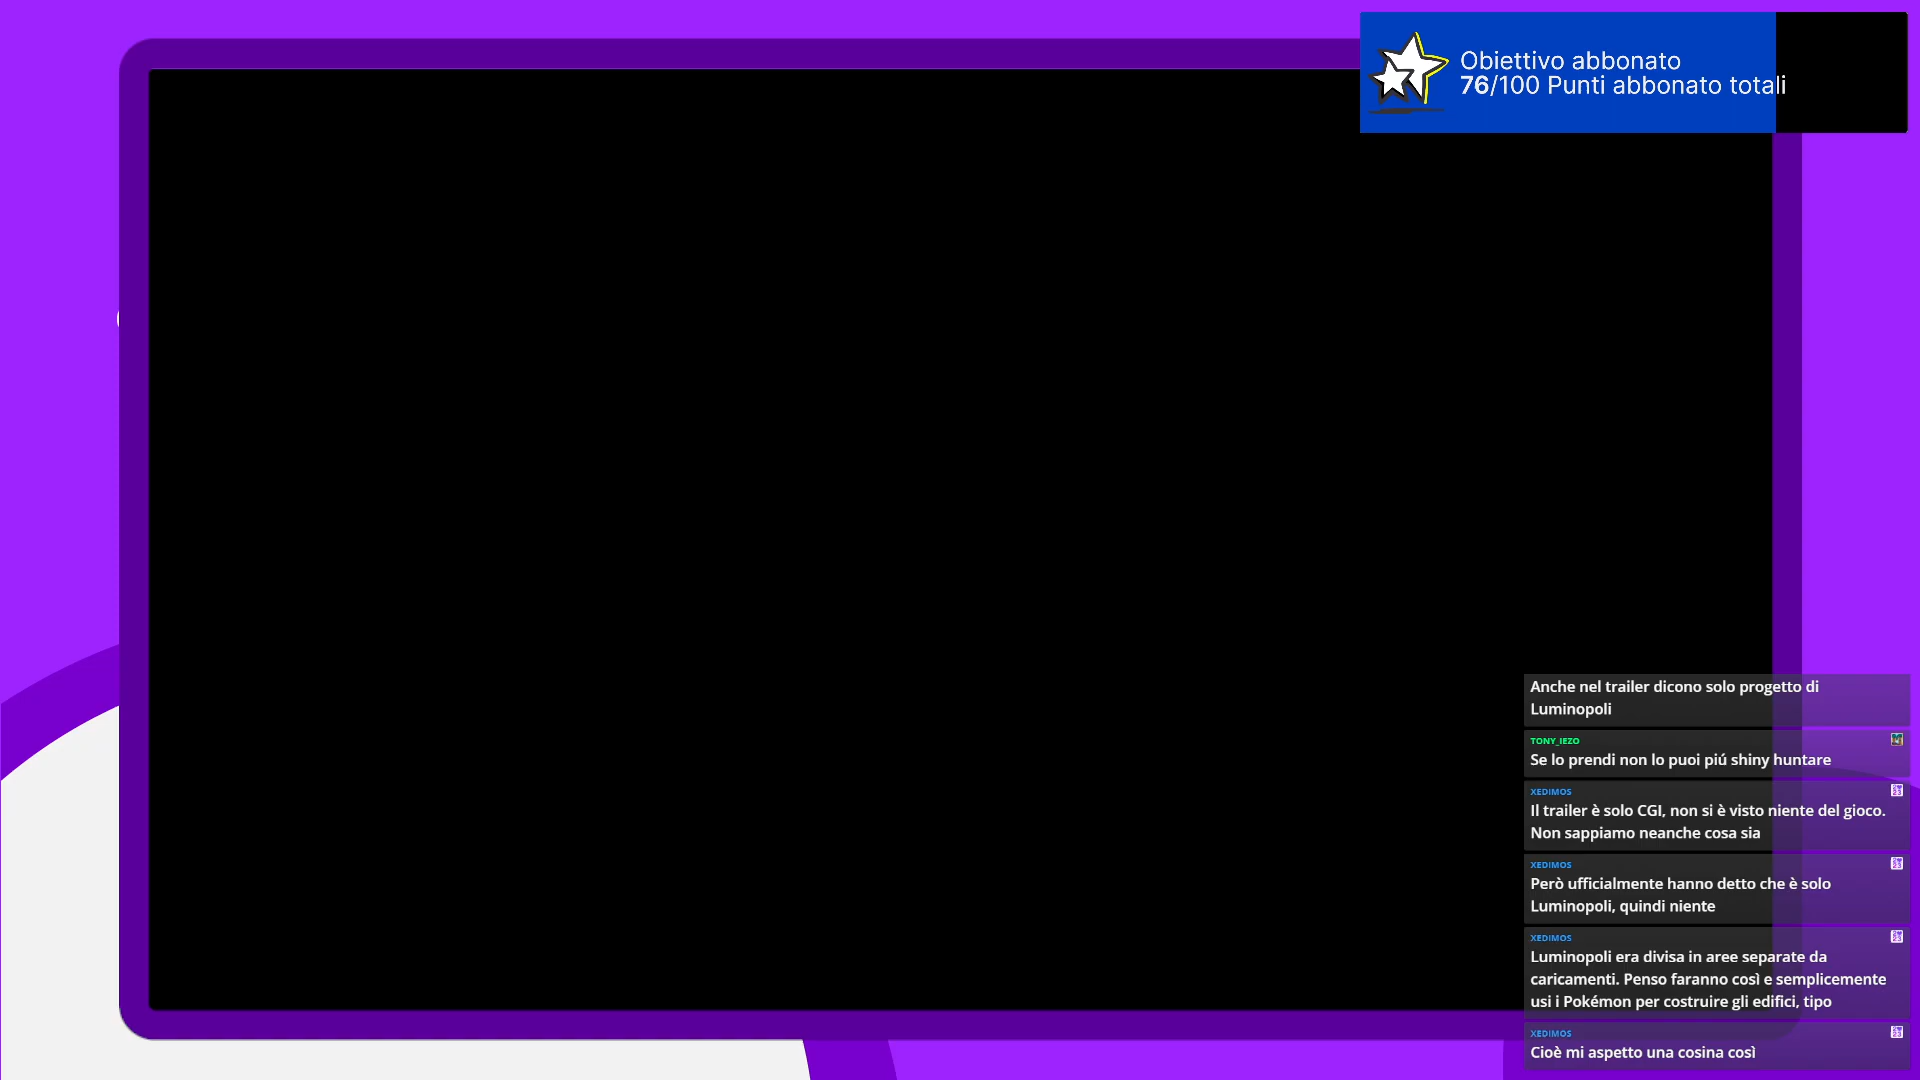 Obiettivo abbonato
76/100 Punti abbonato totali
Anche nel trailer dicono solo progetto di
Luminopoli
TONY_IEZO
Se lo prendi non lo puoi piú shiny huntare
XEDIMOS
Il trailer è solo CGI, non si è visto niente del gioco.
Non sappiamo neanche cosa sia
XEDIMOS
Però ufficialmente hanno detto che è solo
Luminopoli, quindi niente
XEDIMOS
Luminopoli era divisa in aree separate da
caricamenti. Penso faranno così e semplicemente
usi i Pokémon per costruire gli edifici, tipo
XEDIMOS
Cioè mi aspetto una cosina così